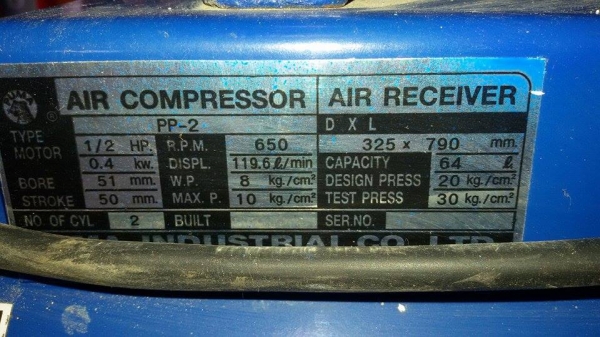 AIR COMPRESSOR AIR RECEIVER
TYPE PP-2 D X L
MOTOR 1/2 HP. R.P.M. 650 325 x 790 mm.
0.4 kw. DISPL. 119.6 ℓ/min CAPACITY 64 ℓ
BORE 51 mm. W.P. 8 kg./cm² DESIGN PRESS 20 kg./cm²
STROKE 50 mm. MAX. P. 10 kg./cm² TEST PRESS 30 kg./cm²
NO OF CYL 2 BUILT SER.NO.
INDUSTRIAL CO. LTD.